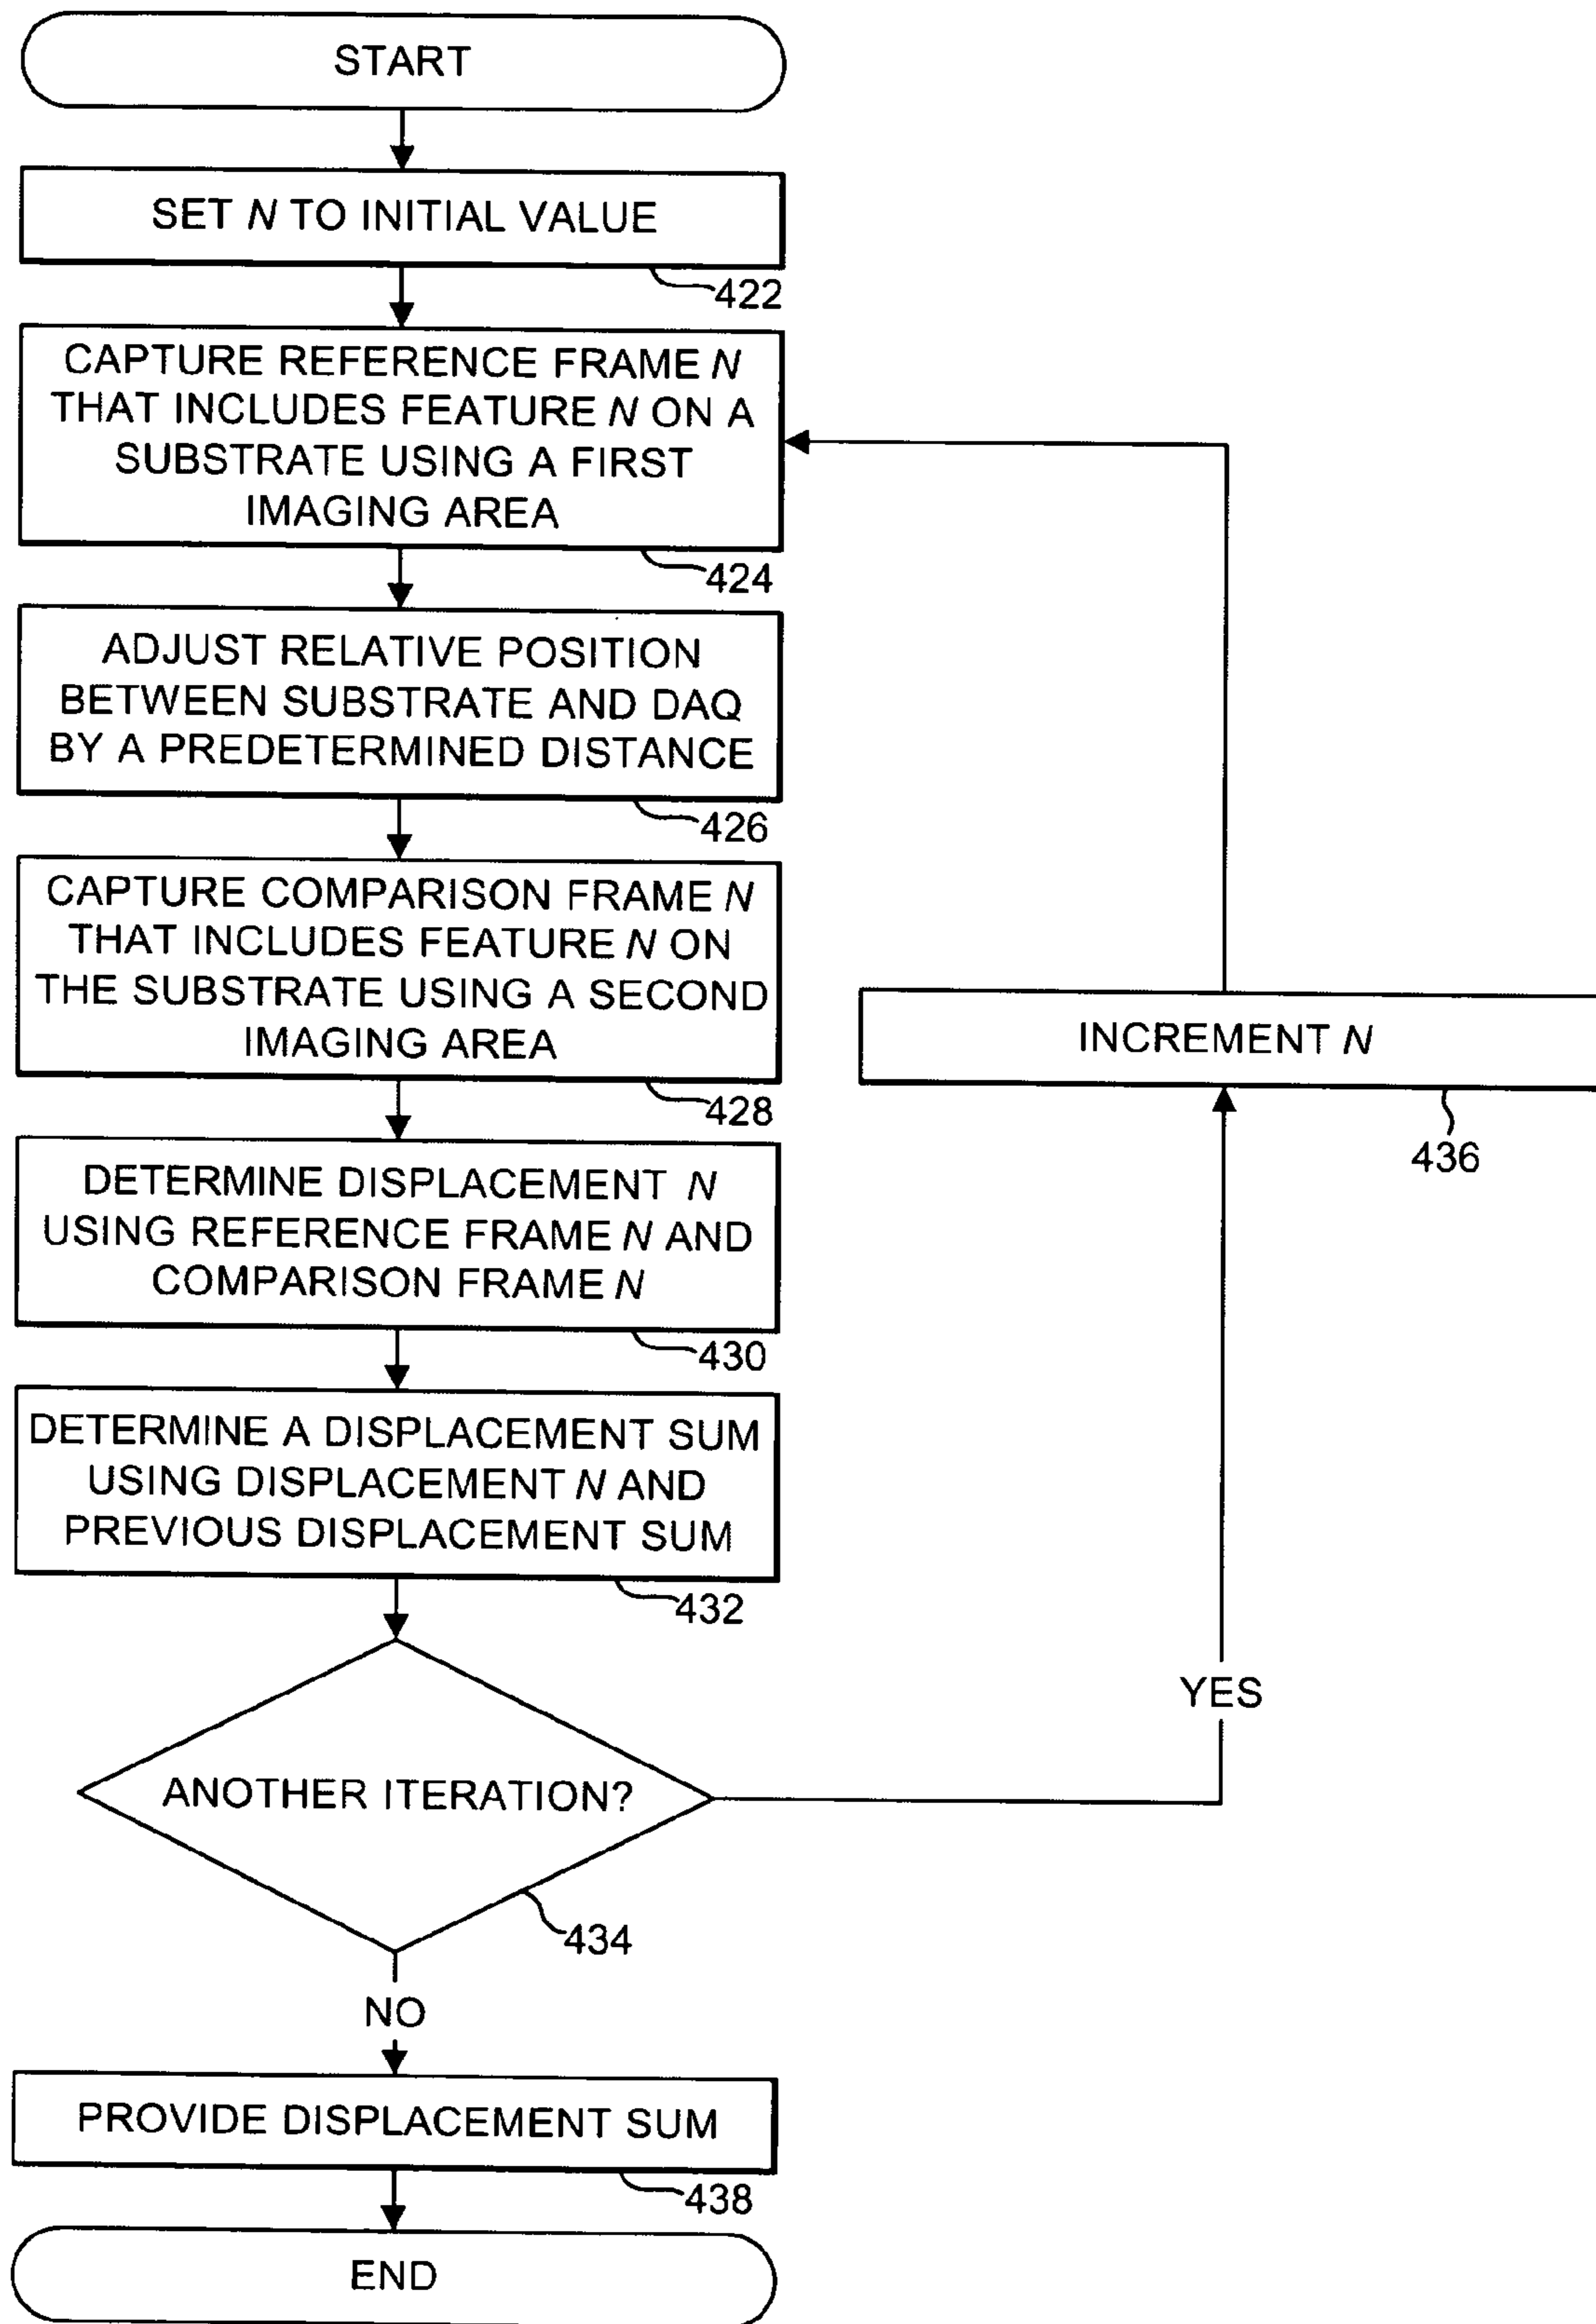 START
SET N TO INITIAL VALUE
422
CAPTURE REFERENCE FRAME N
THAT INCLUDES FEATURE N ON A
SUBSTRATE USING A FIRST
IMAGING AREA
424
ADJUST RELATIVE POSITION
BETWEEN SUBSTRATE AND DAQ
BY A PREDETERMINED DISTANCE
426
CAPTURE COMPARISON FRAME N
THAT INCLUDES FEATURE N ON
THE SUBSTRATE USING A SECOND
IMAGING AREA
428
INCREMENT N
436
DETERMINE DISPLACEMENT N
USING REFERENCE FRAME N AND
COMPARISON FRAME N
430
DETERMINE A DISPLACEMENT SUM
USING DISPLACEMENT N AND
PREVIOUS DISPLACEMENT SUM
432
YES
ANOTHER ITERATION?
434
NO
PROVIDE DISPLACEMENT SUM
438
END